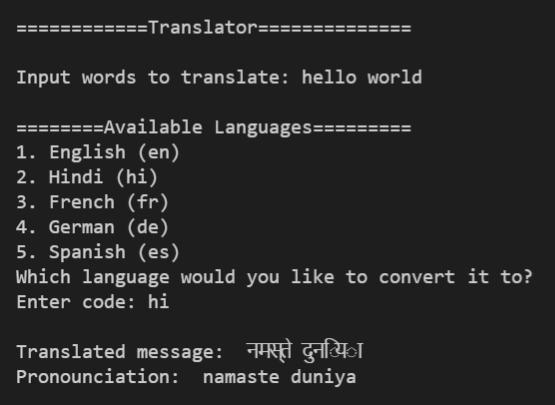 ============Translator==============
Input words to translate: hello world
========Available Languages=========
1. English (en)
2. Hindi (hi)
3. French (fr)
4. German (de)
5. Spanish (es)
Which language would you like to convert it to?
Enter code: hi
Translated message:  नमस्ते दुनिया
Pronounciation:  namaste duniya